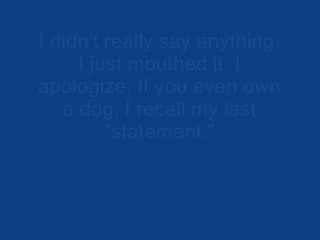 I didn't really say anything,
I just mouthed it. I
apologize. If you even own
a dog, I recall my last
"statement."